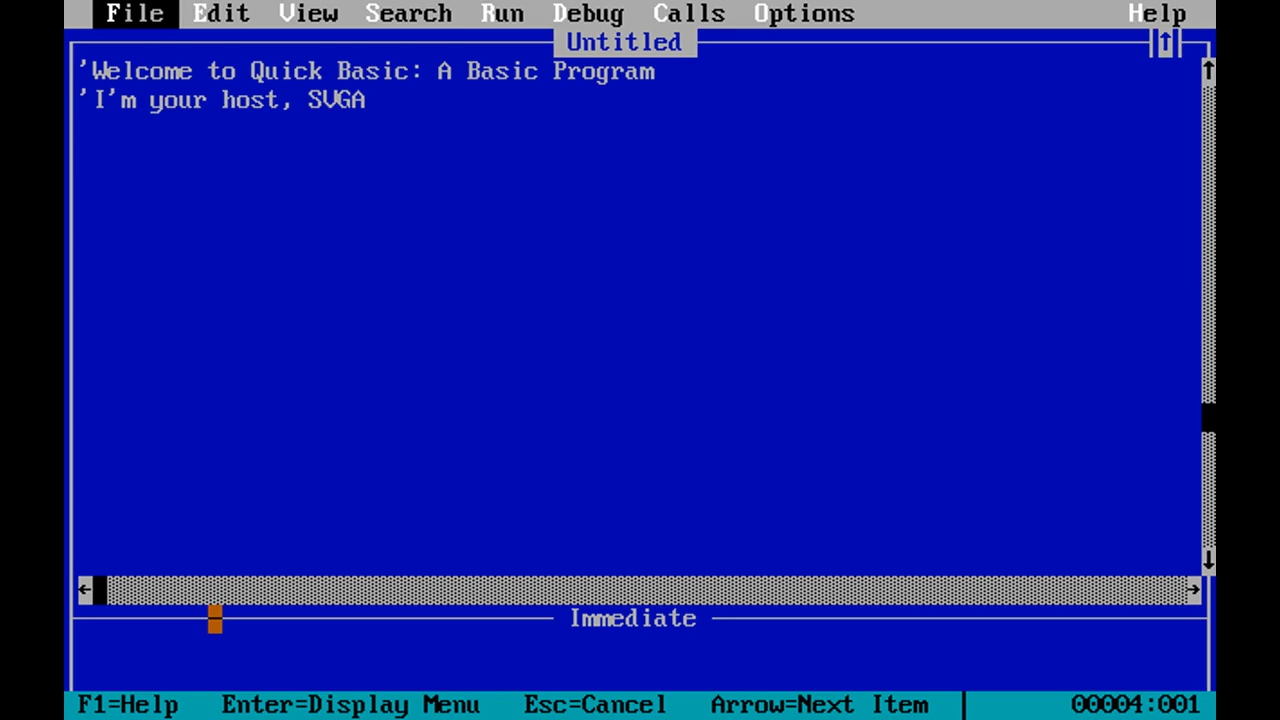 File Edit View Search Run Debug Calls Options Help
Untitled
'Welcome to Quick Basic: A Basic Program
'I'm your host, SVGA
Immediate
F1=Help Enter=Display Menu Esc=Cancel Arrow=Next Item 00004:001